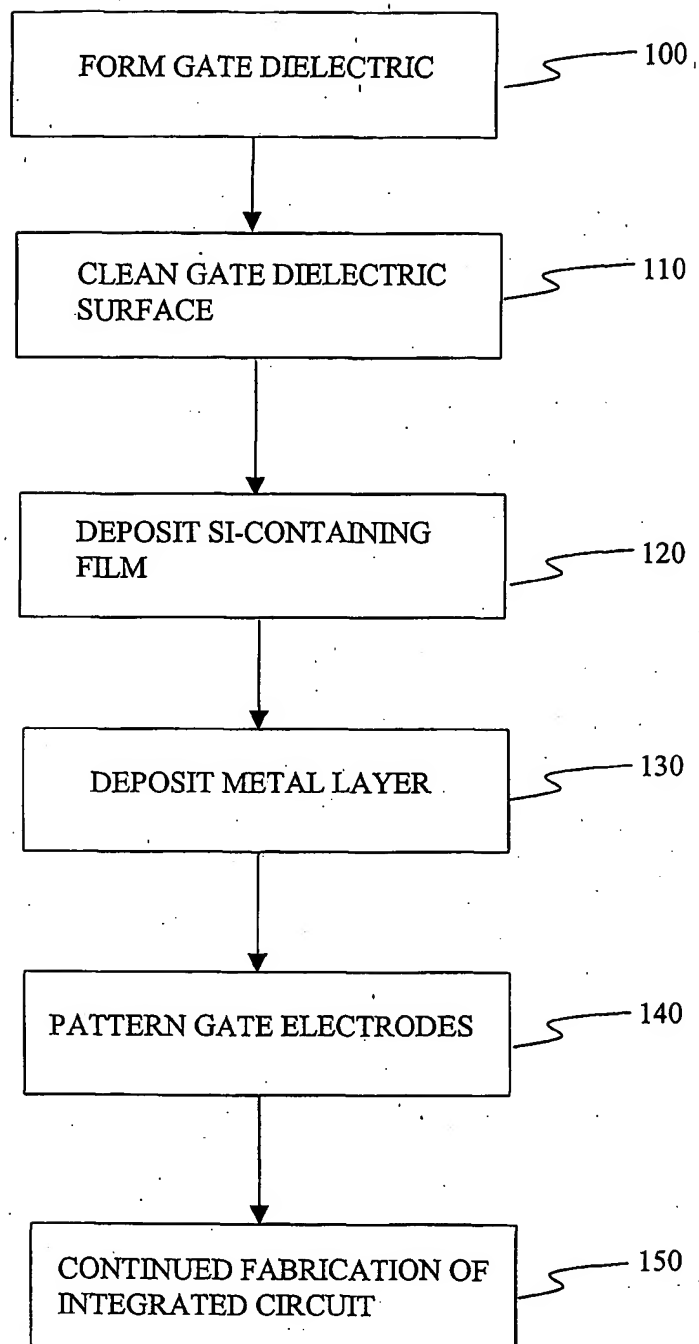 FORM GATE DIELECTRIC
100
CLEAN GATE DIELECTRIC
SURFACE
110
DEPOSIT SI-CONTAINING
FILM
120
DEPOSIT METAL LAYER
130
PATTERN GATE ELECTRODES
140
CONTINUED FABRICATION OF
INTEGRATED CIRCUIT
150